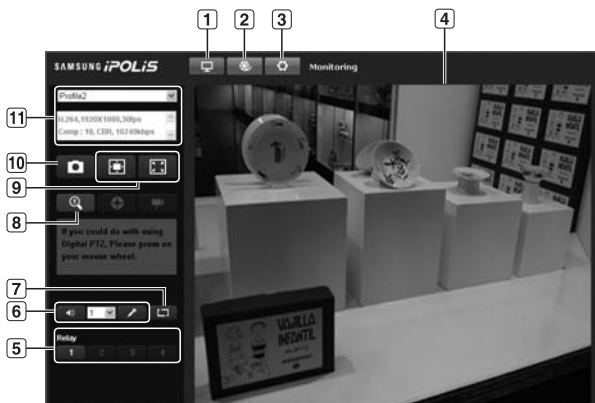 1
2
3
4
SAMSUNG iPOLiS
Monitoring
Profile2
11
H.264,1920X1080,30fps
Comp : 10, CBR, 10240kbps
10
9
8
If you could do with using
Digital PTZ, Please press on
your mouse wheel.
7
6
1
Relay
5
1 2 3 4
VAJILLA
INFANTIL